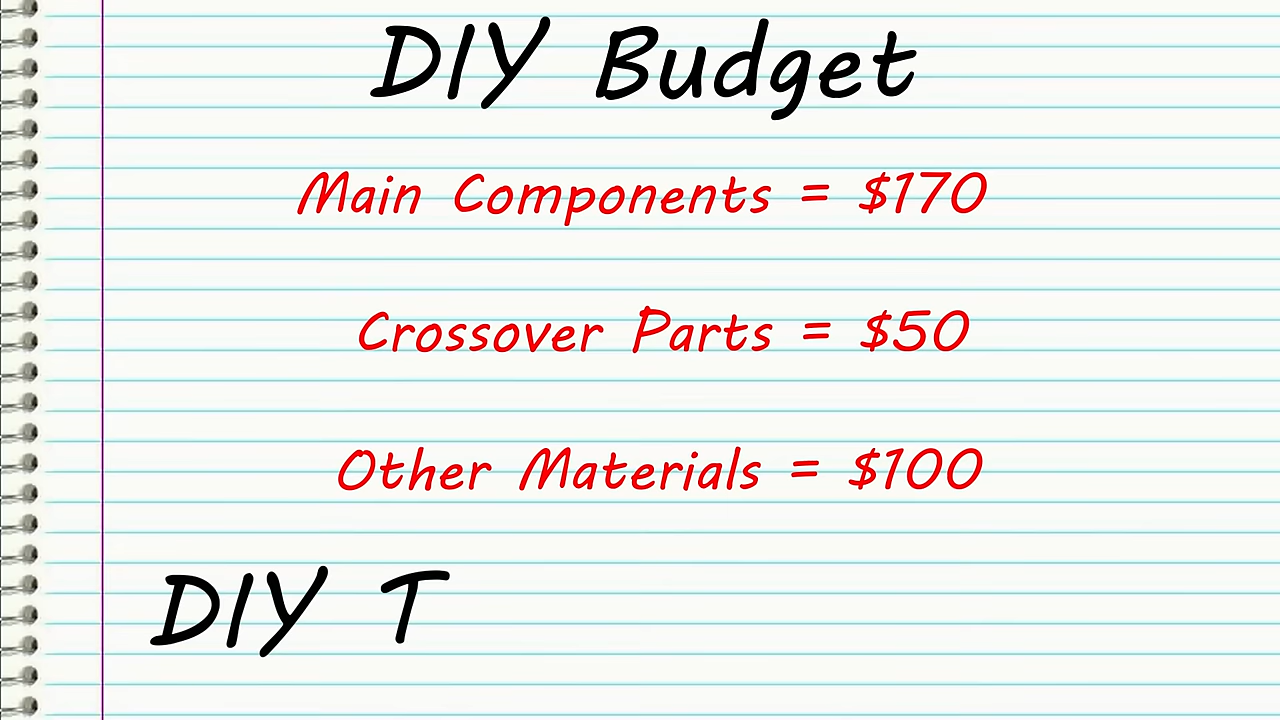 DIY Budget
Main Components = $170
Crossover Parts = $50
Other Materials = $100
DIY T